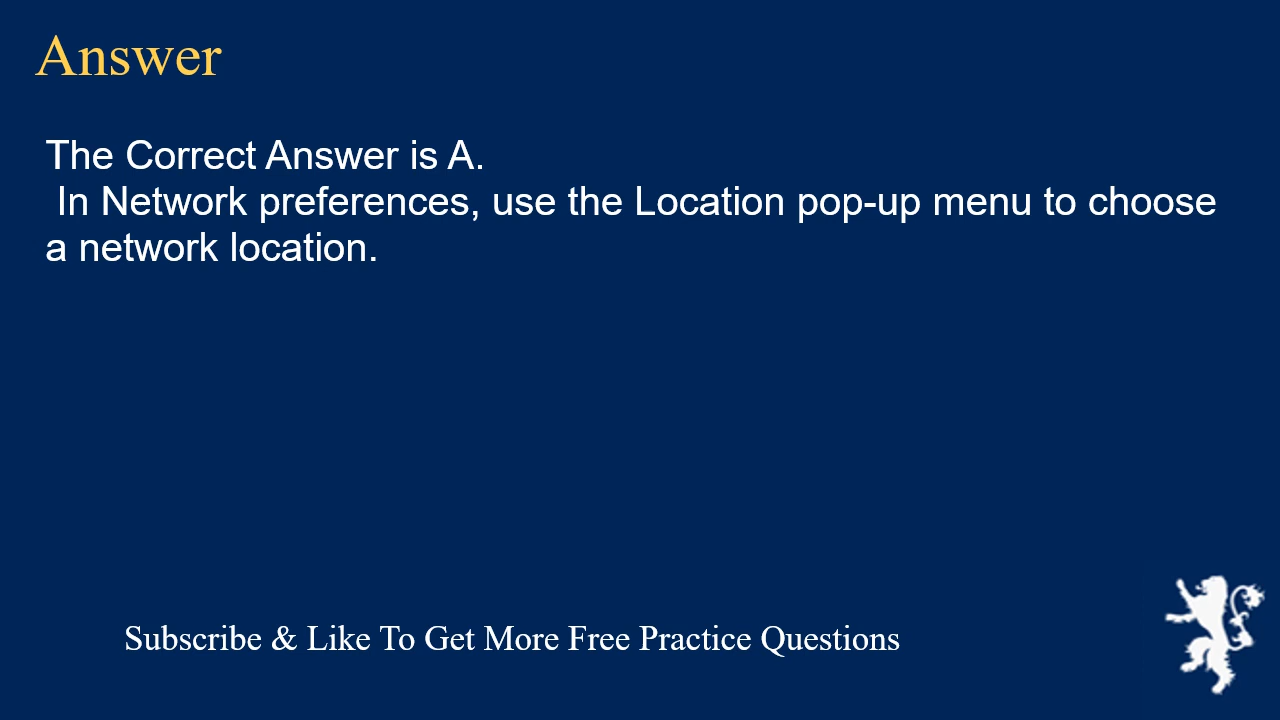 Answer
The Correct Answer is A.
In Network preferences, use the Location pop-up menu to choose
a network location.
Subscribe & Like To Get More Free Practice Questions